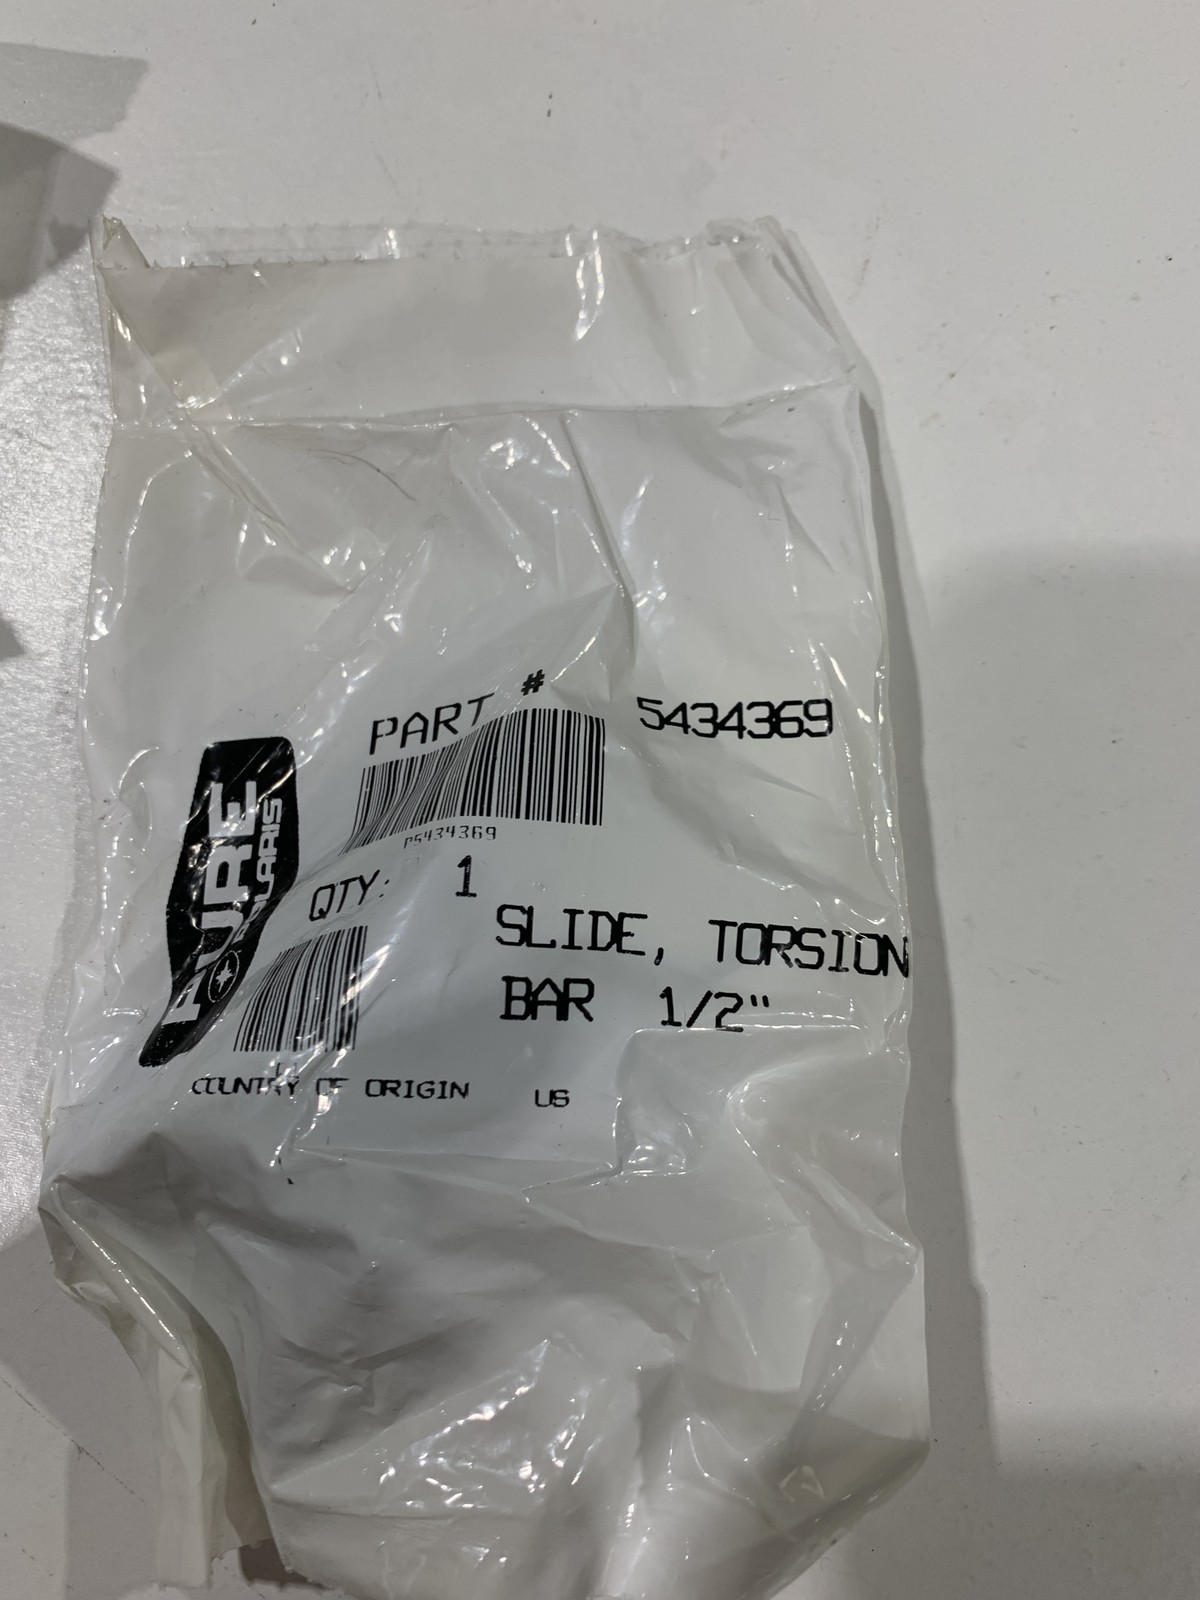 PART # 5434369
P5434369
PURE
POLARIS
QTY: 1
SLIDE, TORSION
BAR 1/2"
COUNTRY OF ORIGIN US